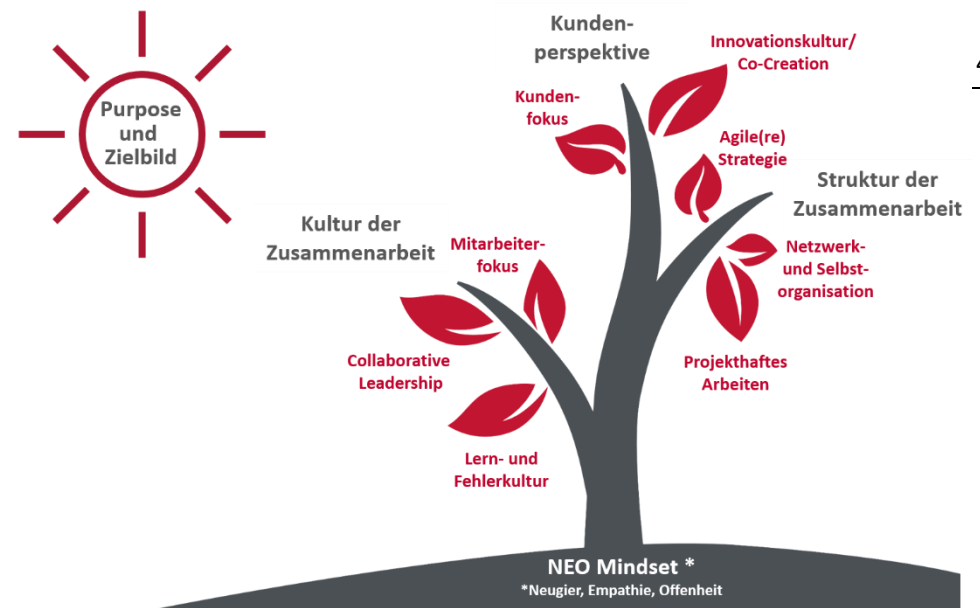 Purpose
und
Zielbild
Kunden-
perspektive
Innovationskultur/
Co-Creation
Kunden-
fokus
Agile(re)
Strategie
Struktur der
Zusammenarbeit
Kultur der
Zusammenarbeit
Mitarbeiter-
fokus
Netzwerk-
und Selbst-
organisation
Collaborative
Leadership
Projekthaftes
Arbeiten
Lern- und
Fehlerkultur
NEO Mindset *
*Neugier, Empathie, Offenheit